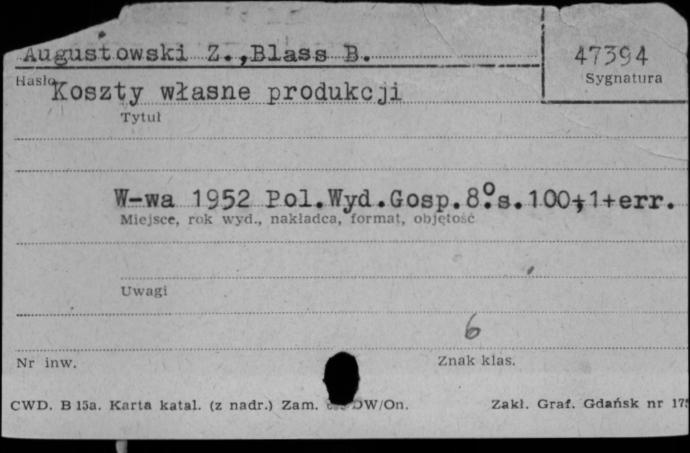 Augustowski Z.,Blass B.
47394
Hasło
Sygnatura
Koszty własne produkcji
Tytuł
W-wa 1952 Pol.Wyd.Gosp.8°.s.100+1+err.
Miejsce, rok wyd., nakładca, format, objętość
Uwagi
6
Nr inw.
Znak klas.
CWD. B 15a. Karta katal. (z nadr.) Zam. DW/On.
Zakł. Graf. Gdańsk nr